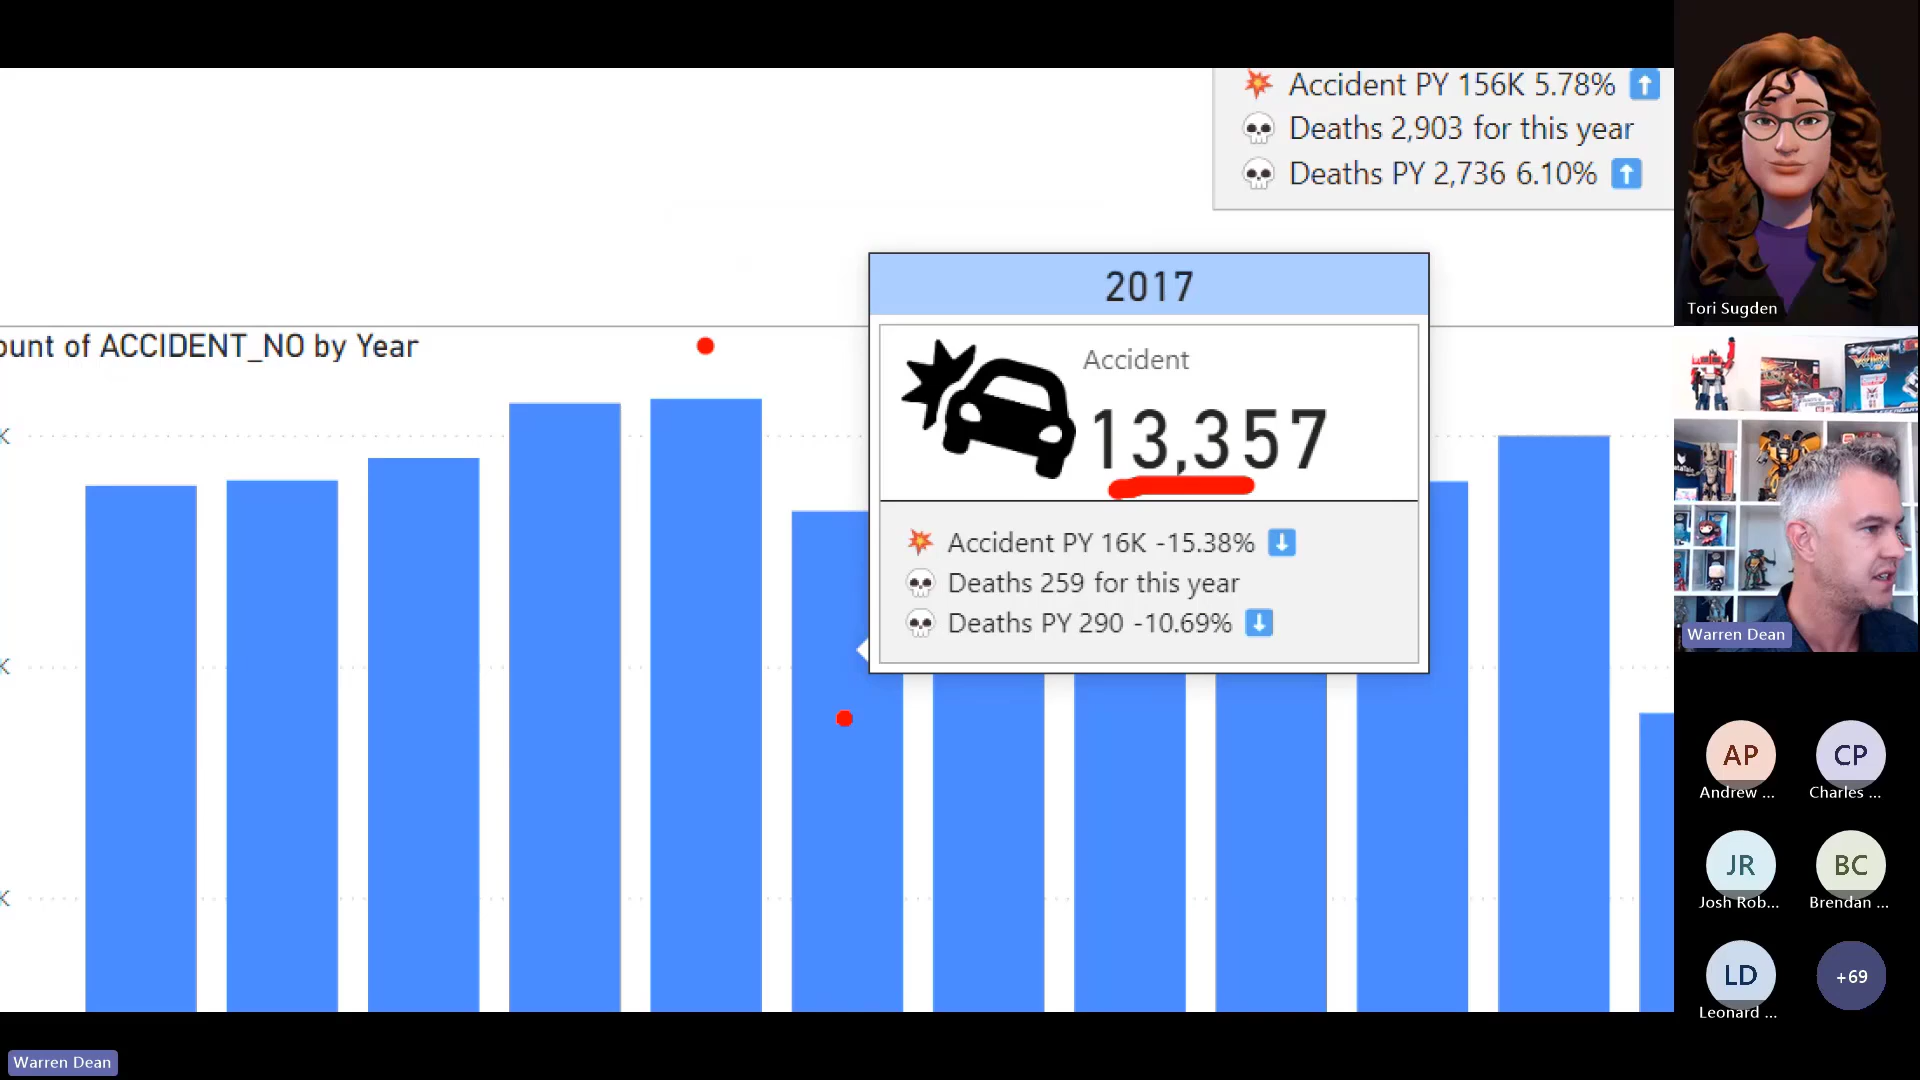 Accident PY 156K 5.78%
Deaths 2,903 for this year
Deaths PY 2,736 6.10%
ount of ACCIDENT_NO by Year
2017
Accident
13,357
Accident PY 16K -15.38%
Deaths 259 for this year
Deaths PY 290 -10.69%
K
K
K
Tori Sugden
Warren Dean
AP
Andrew ...
CP
Charles ...
JR
Josh Rob...
BC
Brendan ...
LD
Leonard ...
+69
Warren Dean